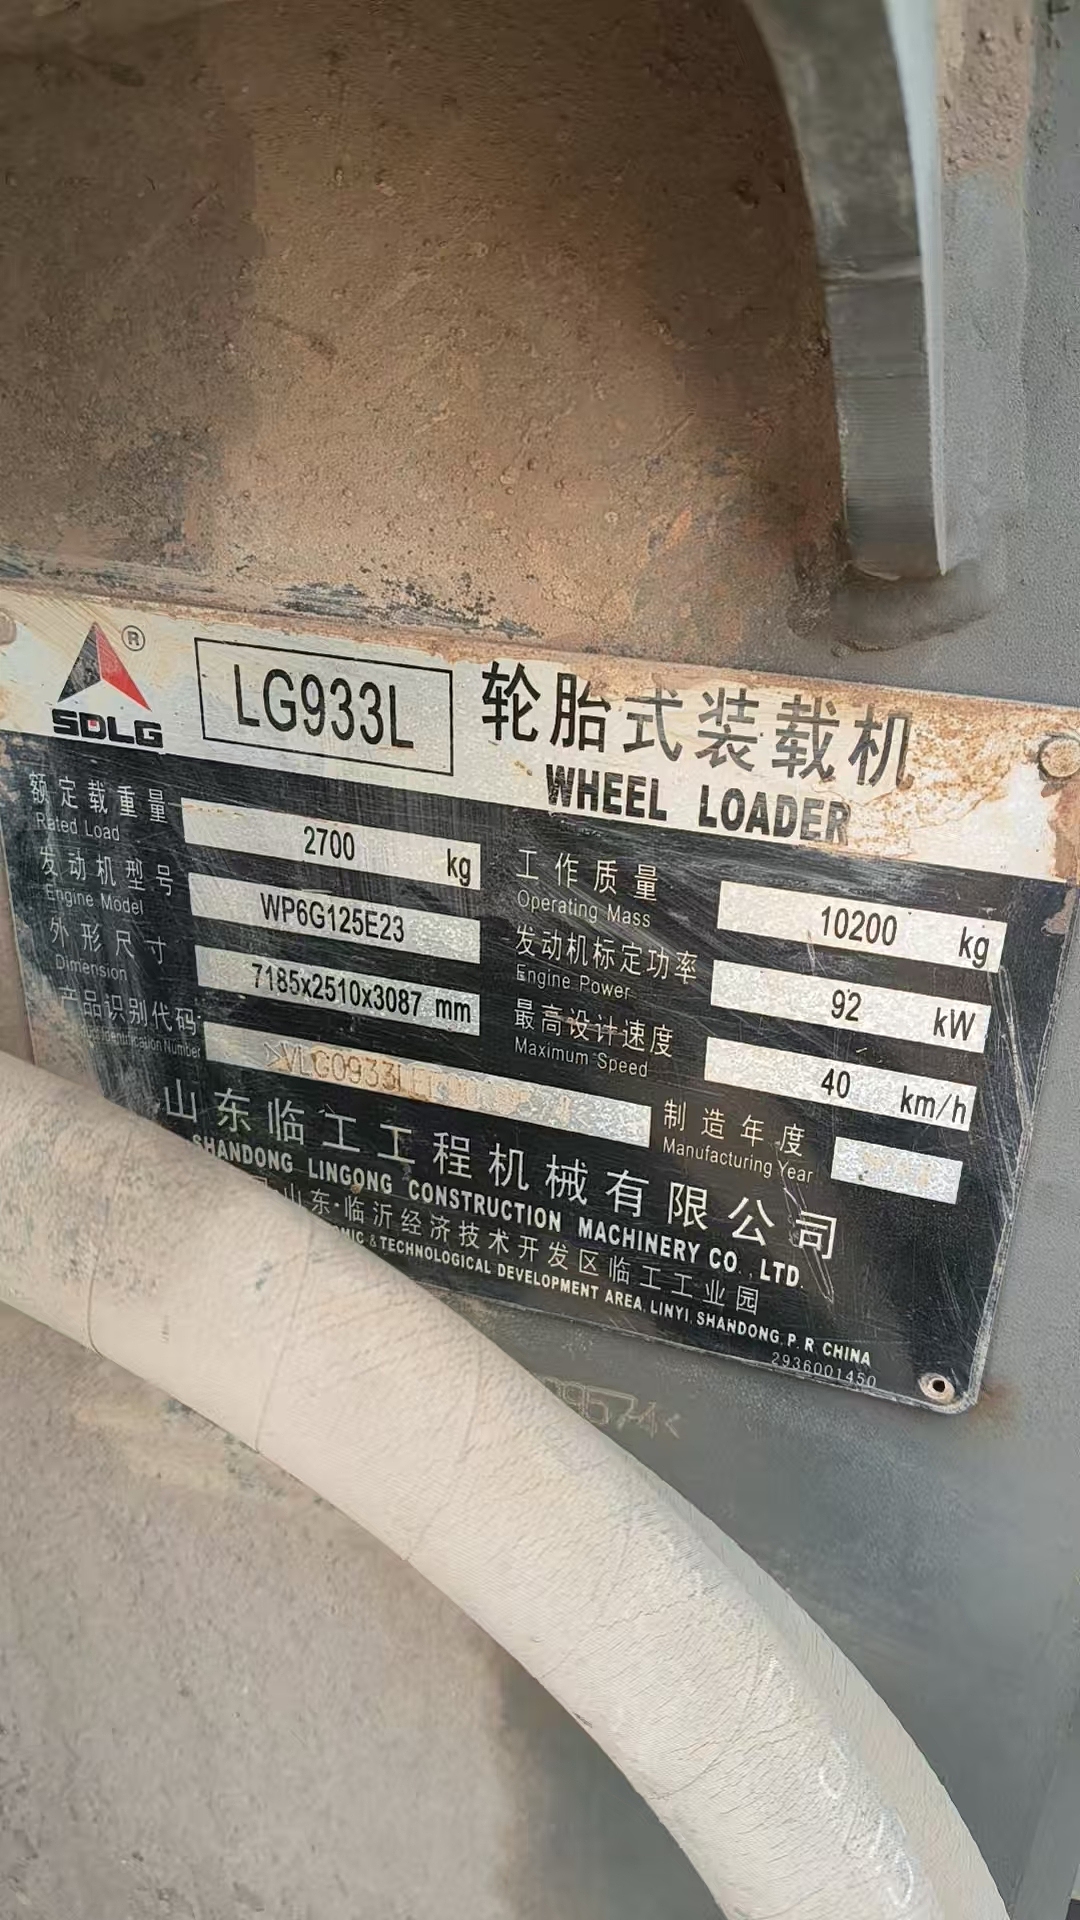 ®
SDLG
LG933L
轮胎式装载机
WHEEL LOADER
额定载重量
Rated Load
2700 kg
发动机型号
Engine Model
WP6G125E23
外形尺寸
Dimension
7185x2510x3087 mm
产品识别代码
Identification Number
工作质量
Operating Mass
10200 kg
发动机标定功率
Engine Power
92 kW
最高设计速度
Maximum Speed
40 km/h
制造年度
Manufacturing Year
山东临工工程机械有限公司
SHANDONG LINGONG CONSTRUCTION MACHINERY CO., LTD.
山东·临沂经济技术开发区临工工业园
& TECHNOLOGICAL DEVELOPMENT AREA, LINYI, SHANDONG, P. R. CHINA
2936001450